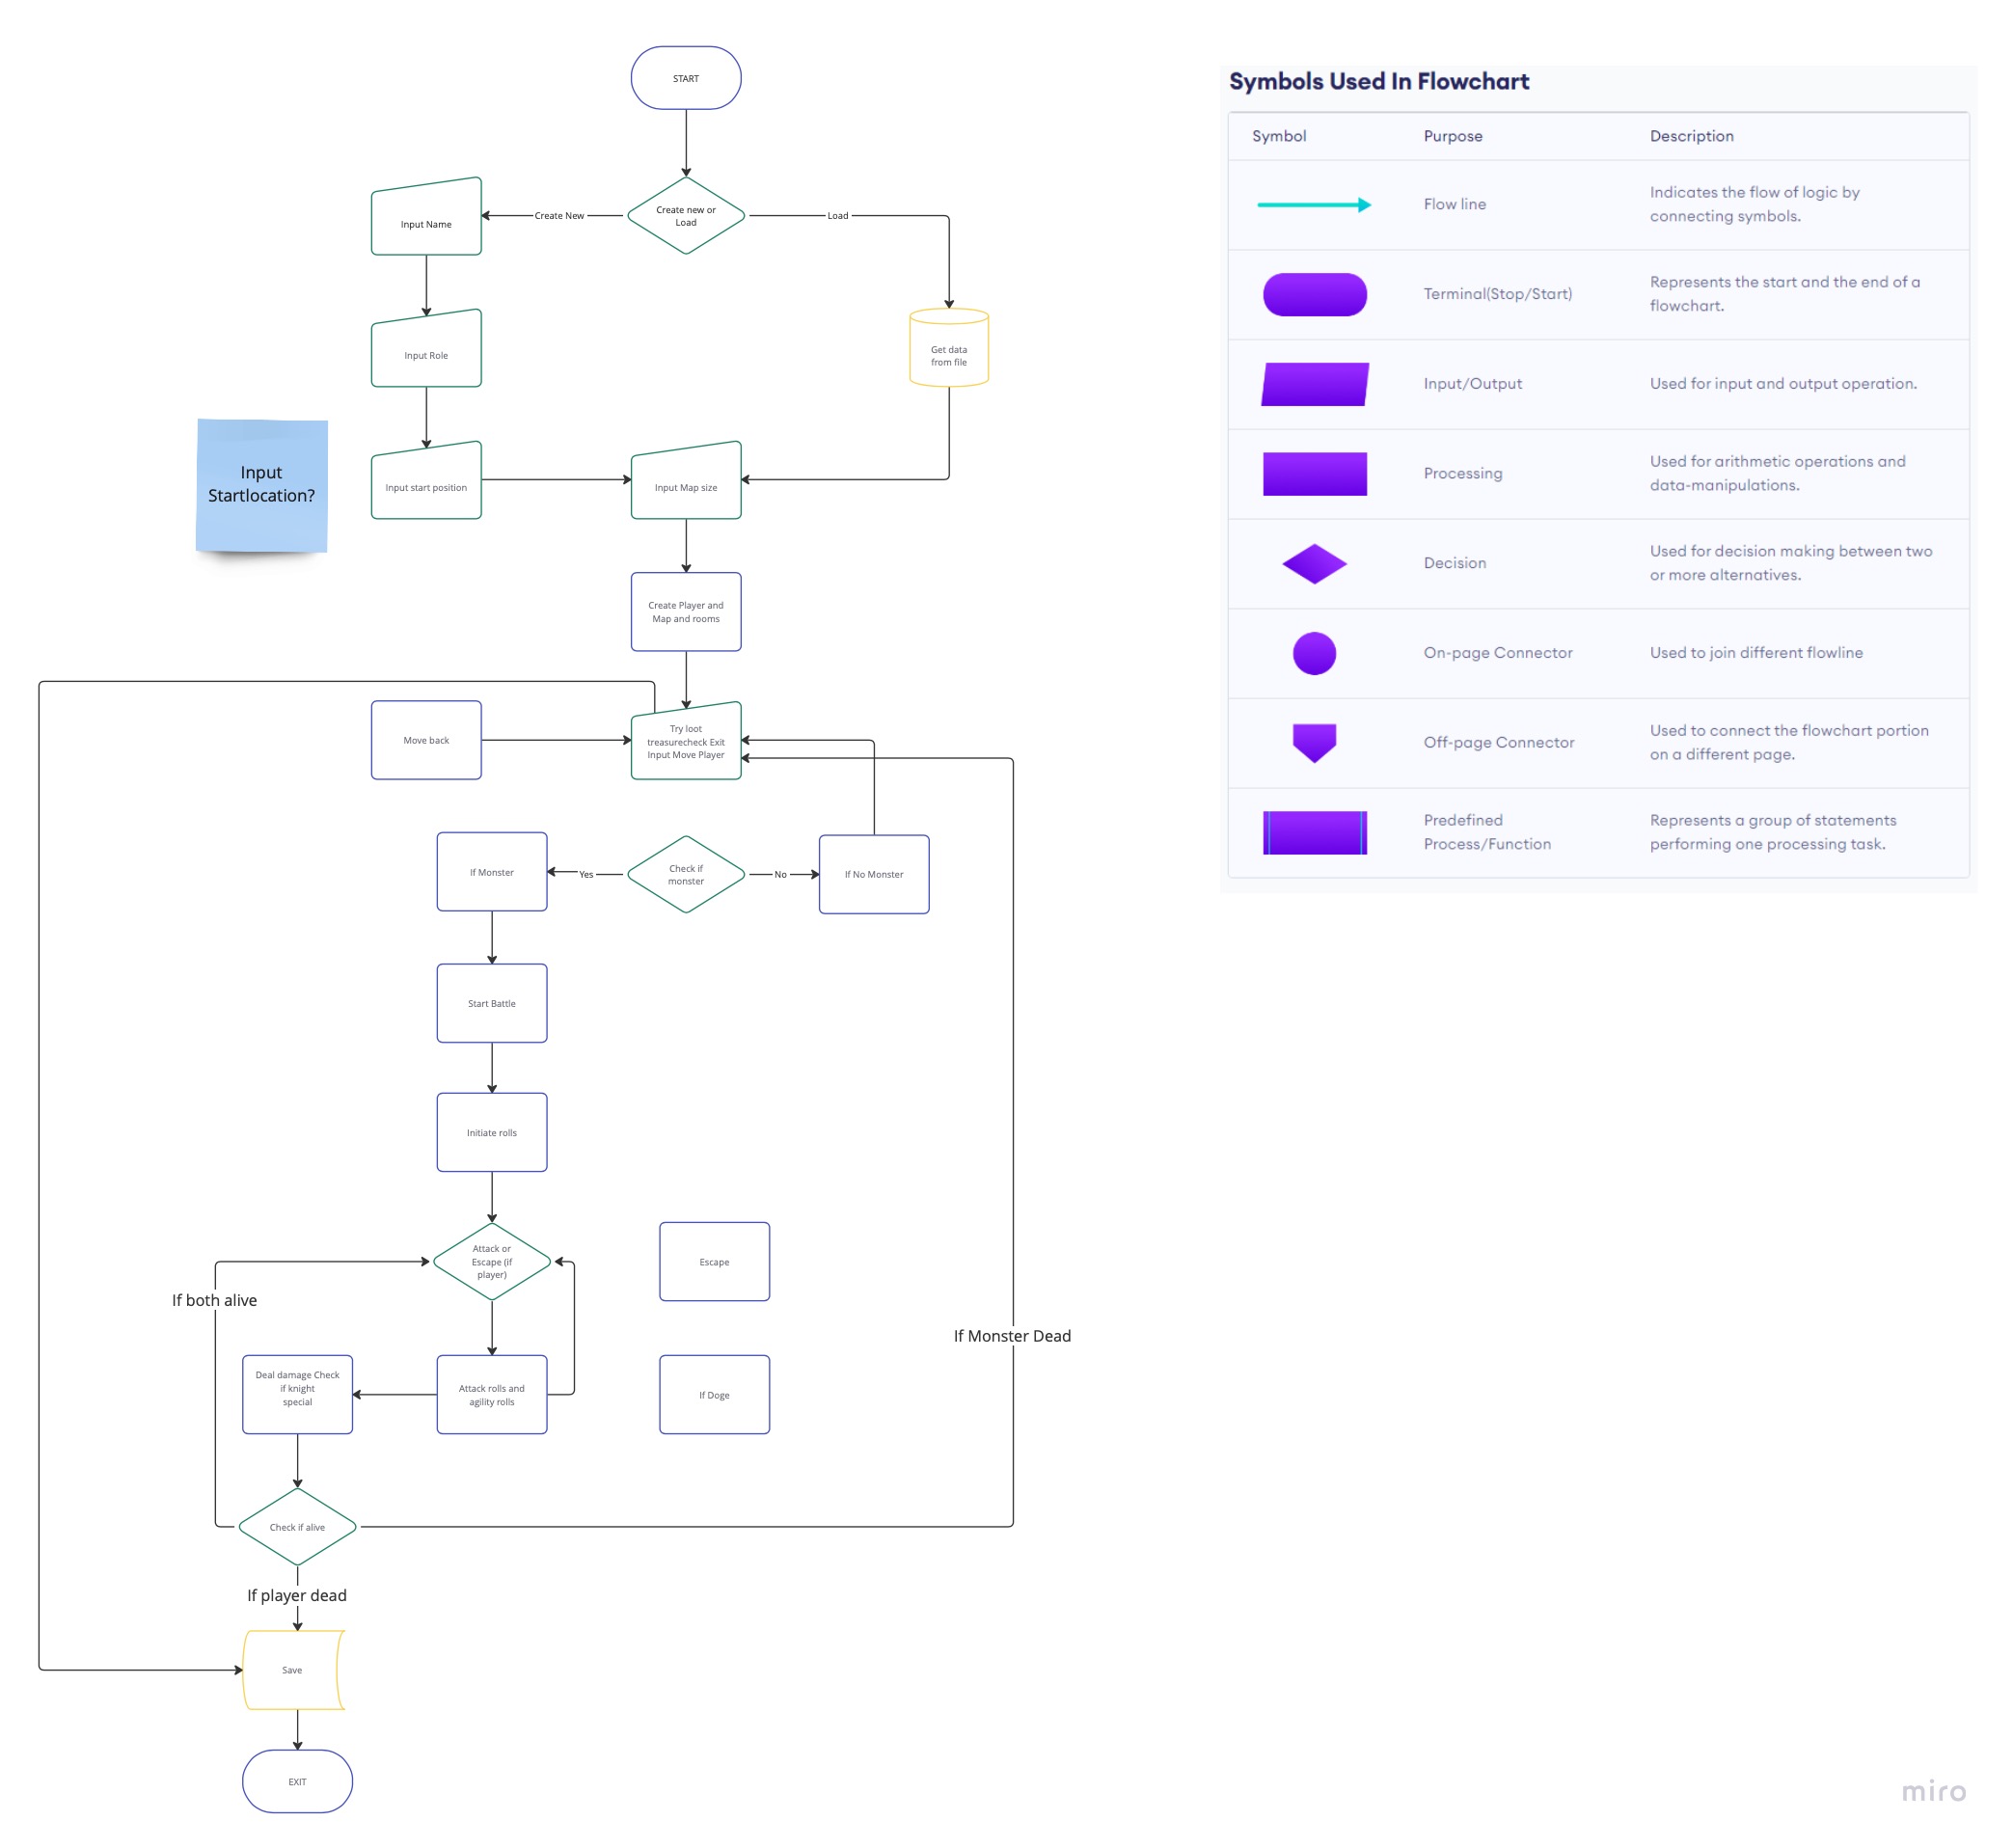 START
Create new or
Load
Create New
Load
Input Name
Input Role
Get data
from file
Input
Startlocation?
Input start position
Input Map size
Create Player and
Map and rooms
Move back
Try loot
treasurecheck Exit
Input Move Player
If Monster
Yes
Check if
monster
No
If No Monster
Start Battle
Initiate rolls
Attack or
Escape (if
player)
Escape
If both alive
If Monster Dead
Deal damage Check
if knight
special
Attack rolls and
agility rolls
If Doge
Check if alive
If player dead
Save
EXIT
Symbols Used In Flowchart
Symbol
Purpose
Description
Flow line
Indicates the flow of logic by
connecting symbols.
Terminal(Stop/Start)
Represents the start and the end of a
flowchart.
Input/Output
Used for input and output operation.
Processing
Used for arithmetic operations and
data-manipulations.
Decision
Used for decision making between two
or more alternatives.
On-page Connector
Used to join different flowline
Off-page Connector
Used to connect the flowchart portion
on a different page.
Predefined
Process/Function
Represents a group of statements
performing one processing task.
miro